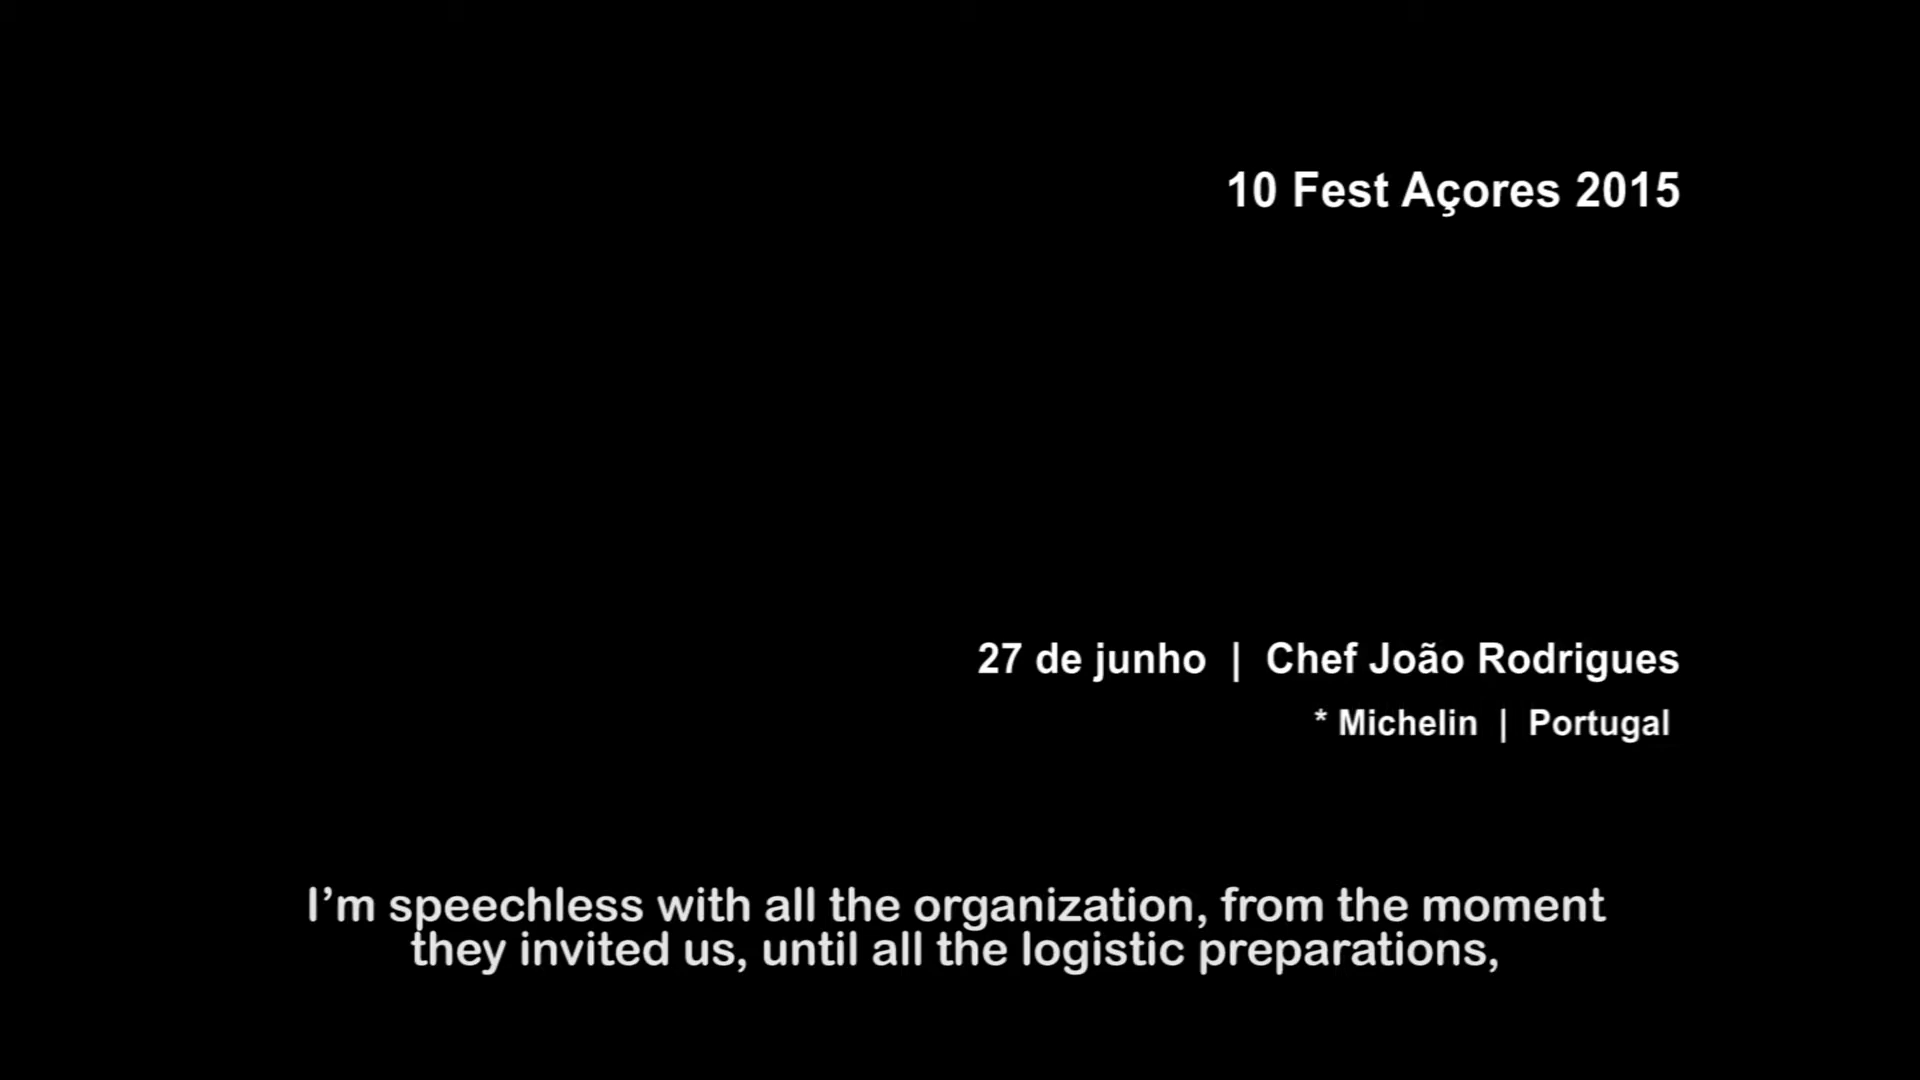 10 Fest Açores 2015
27 de junho | Chef João Rodrigues
* Michelin | Portugal
I’m speechless with all the organization, from the moment
they invited us, until all the logistic preparations,